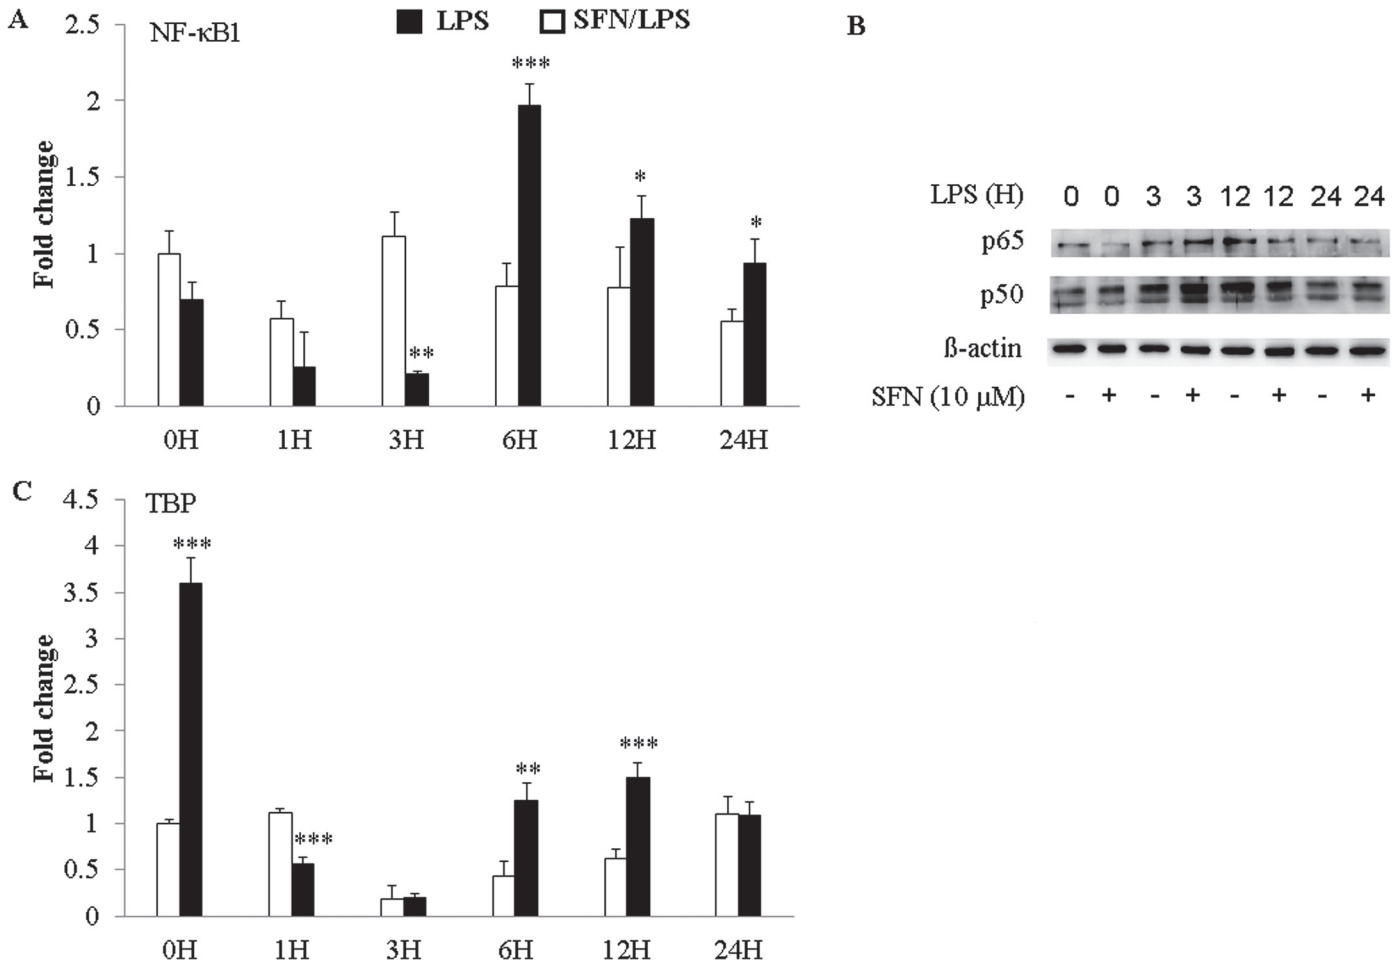 A
2.5
NF-κB1
LPS
SFN/LPS
***
2
Fold change
1.5
*
*
1
0.5
**
0
0H 1H 3H 6H 12H 24H
B
LPS (H) 0 0 3 3 12 12 24 24
p65
p50
ß-actin
SFN (10 µM) - + - + - + - +
C
4.5
TBP
4
***
3.5
3
Fold change
2.5
2
1.5
***
**
1
***
0.5
0
0H 1H 3H 6H 12H 24H